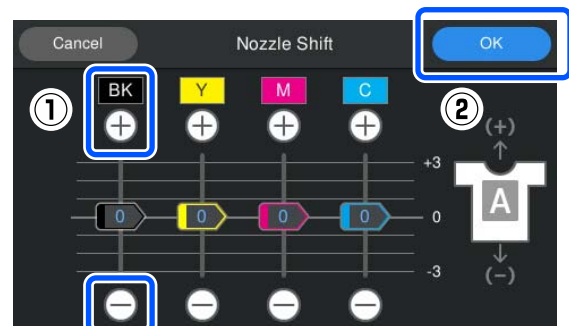 Cancel Nozzle Shift OK
① BK Y M C ②
+ + + + (+)
+3
A
0 0 0 0 0
-3
(−)
− − − −